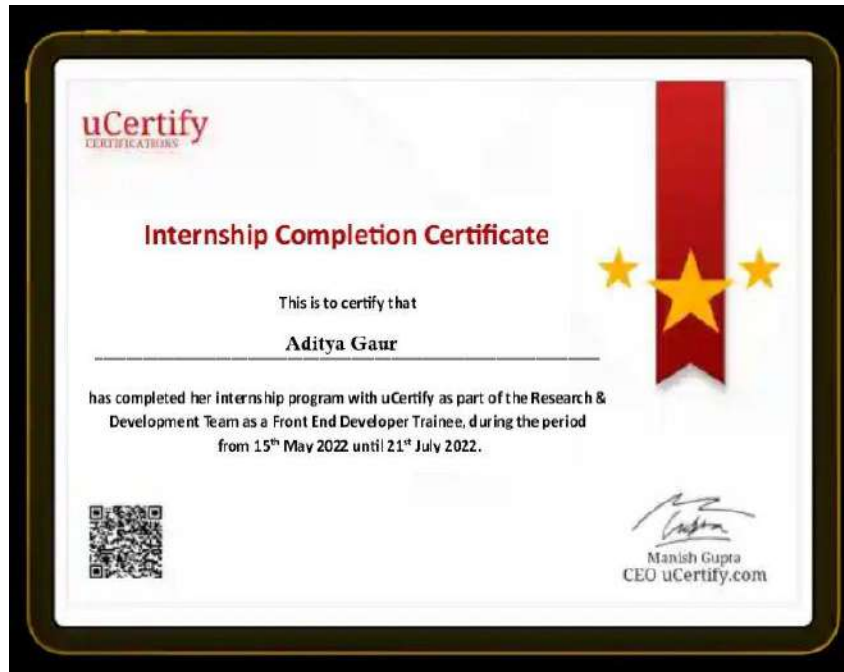 uCertify
CERTIFICATIONS
Internship Completion Certificate
This is to certify that
Aditya Gaur
has completed her internship program with uCertify as part of the Research &
Development Team as a Front End Developer Trainee, during the period
from 15th May 2022 until 21st July 2022.
Manish Gupta
CEO uCertify.com